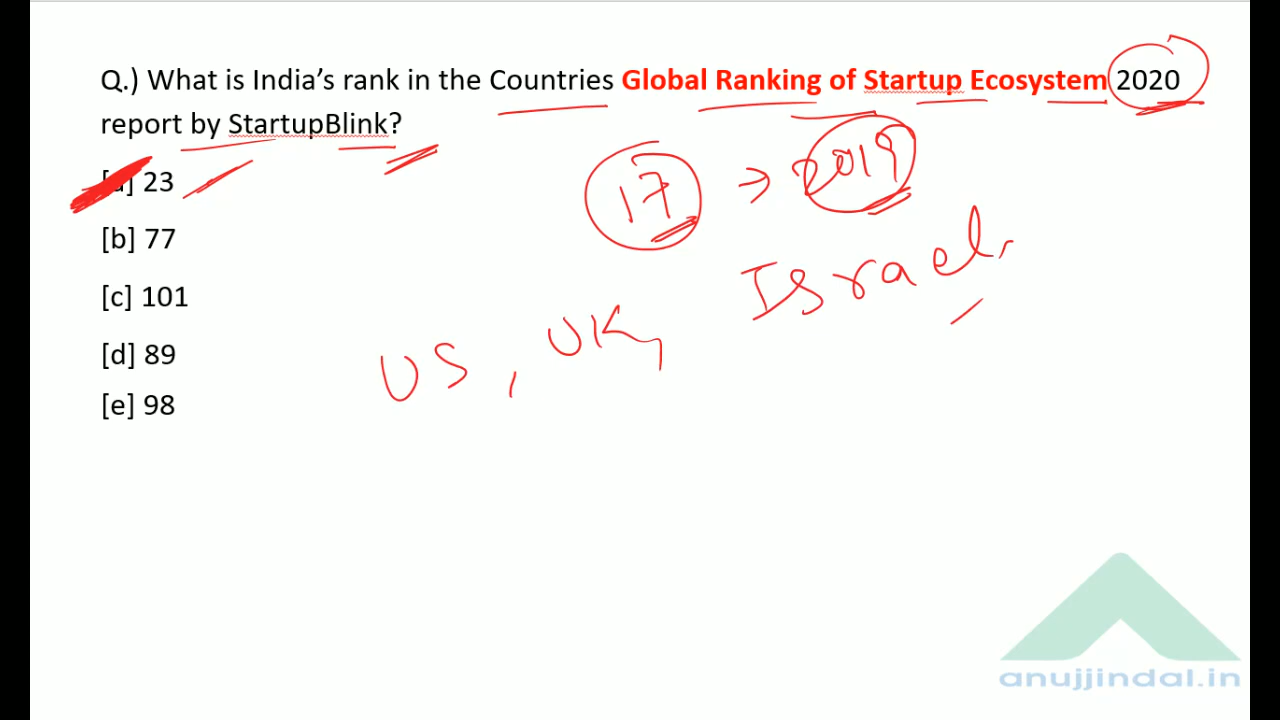 Q.) What is India’s rank in the Countries Global Ranking of Startup Ecosystem 2020
report by StartupBlink?
[a] 23
17 → 2019
[b] 77
Israel,
[c] 101
US, UK,
[d] 89
[e] 98
anujjindal.in